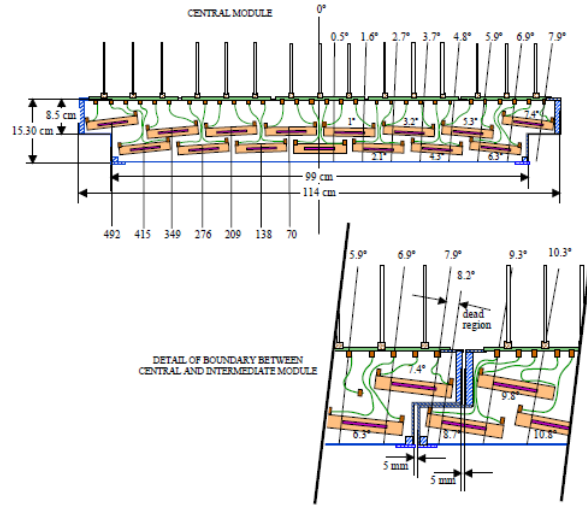 CENTRAL MODULE
0°
0.5° 1.6° 2.7° 3.7° 4.8° 5.9° 6.9° 7.9°
8.5 cm
15.30 cm
1° 3.2° 5.3° 7.4°
2.1° 4.3° 6.3°
99 cm
114 cm
492 415 349 276 209 138 70
5.9° 6.9° 7.9° 9.3° 10.3°
8.2°
dead
region
DETAIL OF BOUNDARY BETWEEN
CENTRAL AND INTERMEDIATE MODULE
7.4°
9.8°
6.3° 8.7° 10.8°
5 mm
5 mm